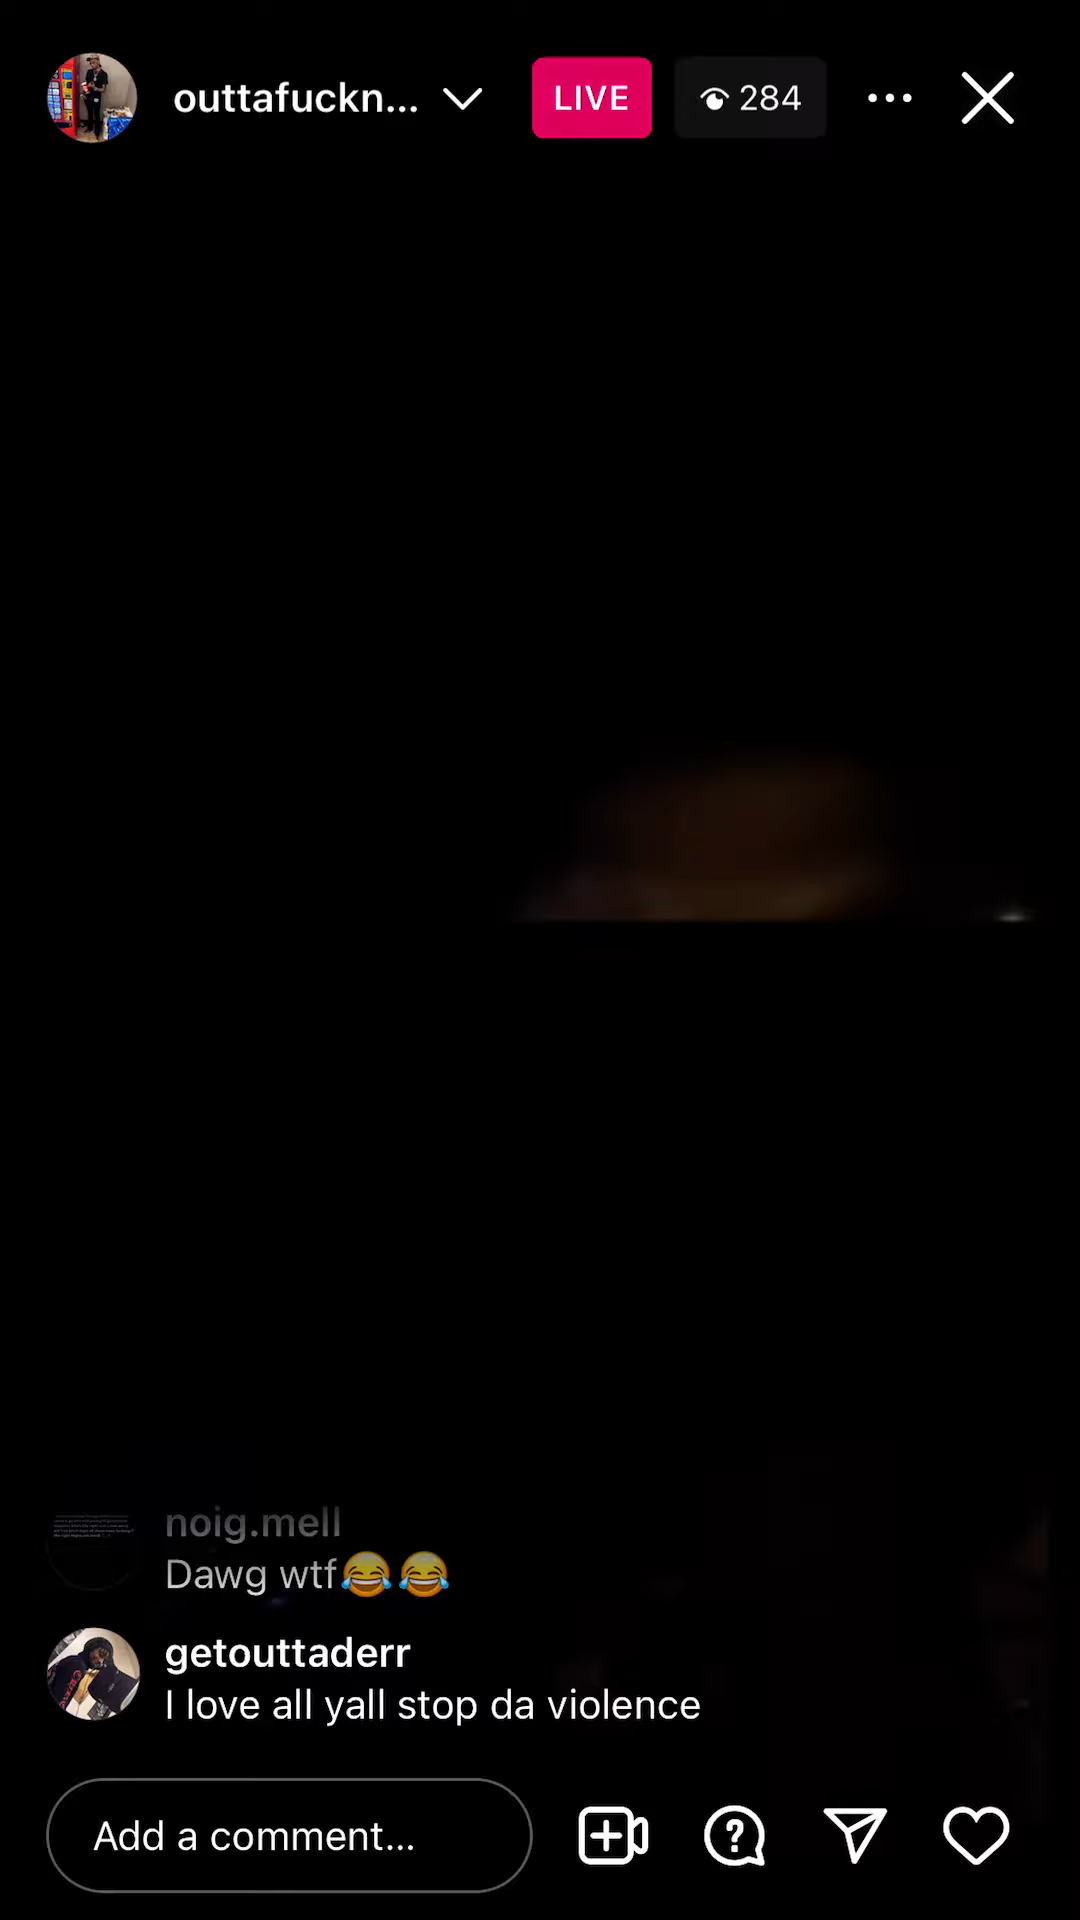 outtafuckn...
LIVE
284
noig.mell
Dawg wtf😂😂
getouttaderr
I love all yall stop da violence
Add a comment...